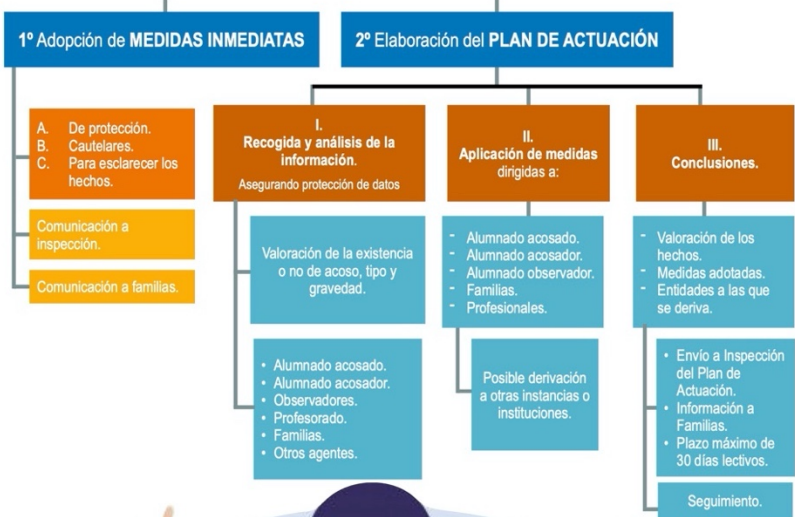 1º Adopción de MEDIDAS INMEDIATAS
2º Elaboración del PLAN DE ACTUACIÓN
A. De protección.
B. Cautelares.
C. Para esclarecer los
hechos.
Comunicación a
inspección.
Comunicación a familias.
I.
Recogida y análisis de la
información.
Asegurando protección de datos
Valoración de la existencia
o no de acoso, tipo y
gravedad.
• Alumnado acosado.
• Alumnado acosador.
• Observadores.
• Profesorado.
• Familias.
• Otros agentes.
II.
Aplicación de medidas
dirigidas a:
- Alumnado acosado.
- Alumnado acosador.
- Alumnado observador.
- Familias.
- Profesionales.
Posible derivación
a otras instancias o
instituciones.
III.
Conclusiones.
- Valoración de los
hechos.
- Medidas adotadas.
- Entidades a las que
se deriva.
• Envío a Inspección
del Plan de
Actuación.
• Información a
Familias.
• Plazo máximo de
30 días lectivos.
Seguimiento.